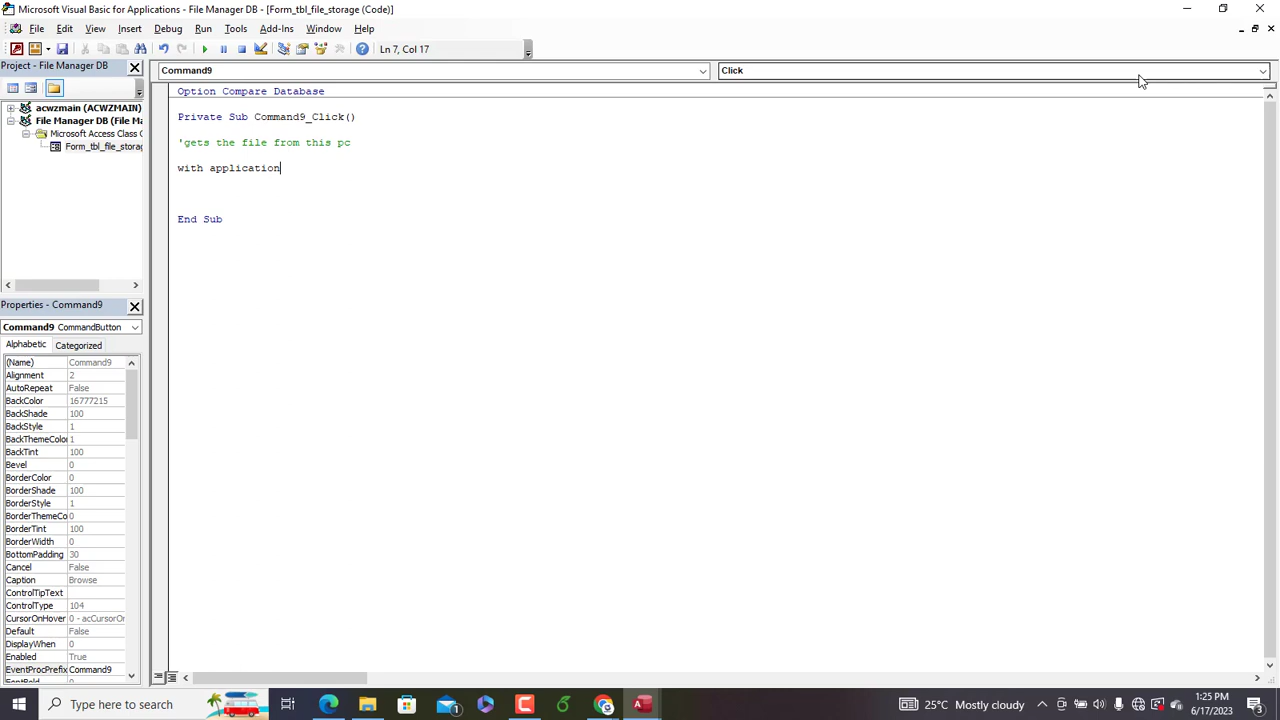 Microsoft Visual Basic for Applications - File Manager DB - [Form_tbl_file_storage (Code)]
File Edit View Insert Format Debug Run Tools Add-Ins Window Help
Ln 7, Col 17
Project - File Manager DB
Command9
Click
acwzmain (ACWZMAIN)
File Manager DB (File Ma
Microsoft Access Class O
Form_tbl_file_storag
Option Compare Database
Private Sub Command9_Click()
'gets the file from this pc
with application
End Sub
Properties - Command9
Command9 CommandButton
Alphabetic Categorized
(Name) Command9
Alignment 2
AutoRepeat False
BackColor 16777215
BackShade 100
BackStyle 1
BackThemeColo 1
BackTint 100
Bevel 0
BorderColor 0
BorderShade 100
BorderStyle 1
BorderThemeCo 0
BorderTint 100
BorderWidth 0
BottomPadding 30
Cancel False
Caption Browse
ControlTipText
ControlType 104
CursorOnHover 0 - acCursorOn
Default False
DisplayWhen 0
Enabled True
EventProcPrefix Command9
Type here to search
1
25°C Mostly cloudy
1:25 PM
6/17/2023